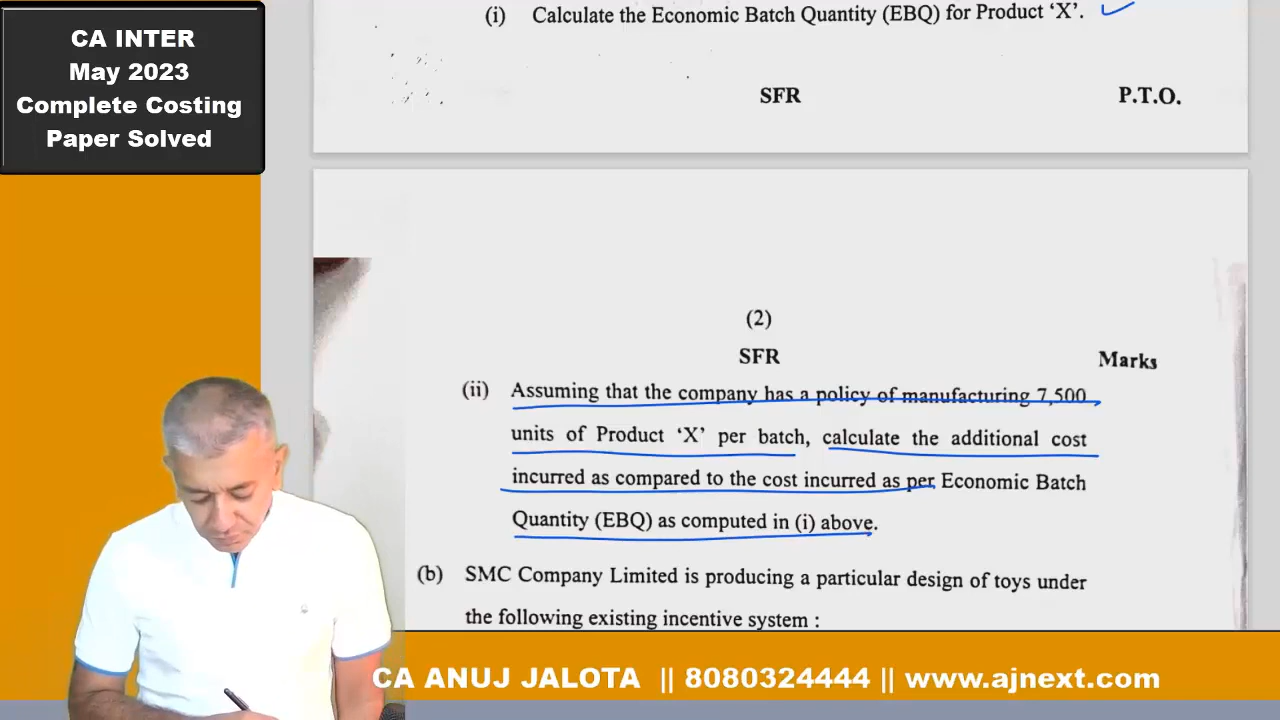 CA INTER
May 2023
Complete Costing
Paper Solved
(i) Calculate the Economic Batch Quantity (EBQ) for Product ‘X’.
SFR P.T.O.
(2)
SFR Marks
(ii) Assuming that the company has a policy of manufacturing 7,500
units of Product ‘X’ per batch, calculate the additional cost
incurred as compared to the cost incurred as per Economic Batch
Quantity (EBQ) as computed in (i) above.
(b) SMC Company Limited is producing a particular design of toys under
the following existing incentive system :
CA ANUJ JALOTA || 8080324444 || www.ajnext.com